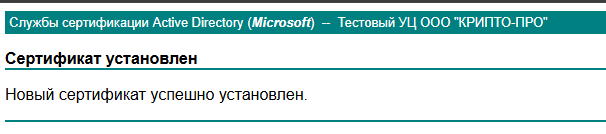 Службы сертификации Active Directory (Microsoft)  --  Тестовый УЦ ООО "КРИПТО-ПРО"
Сертификат установлен
Новый сертификат успешно установлен.